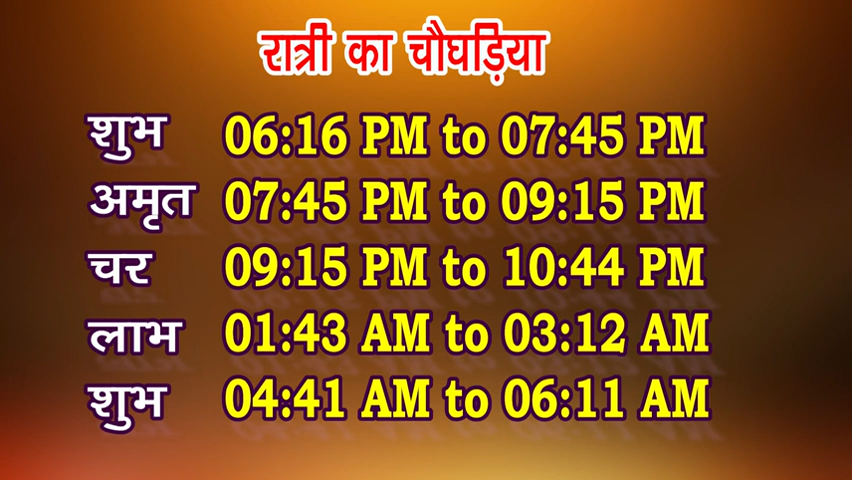 रात्री का चौघड़िया
शुभ 06:16 PM to 07:45 PM
अमृत 07:45 PM to 09:15 PM
चर 09:15 PM to 10:44 PM
लाभ 01:43 AM to 03:12 AM
शुभ 04:41 AM to 06:11 AM